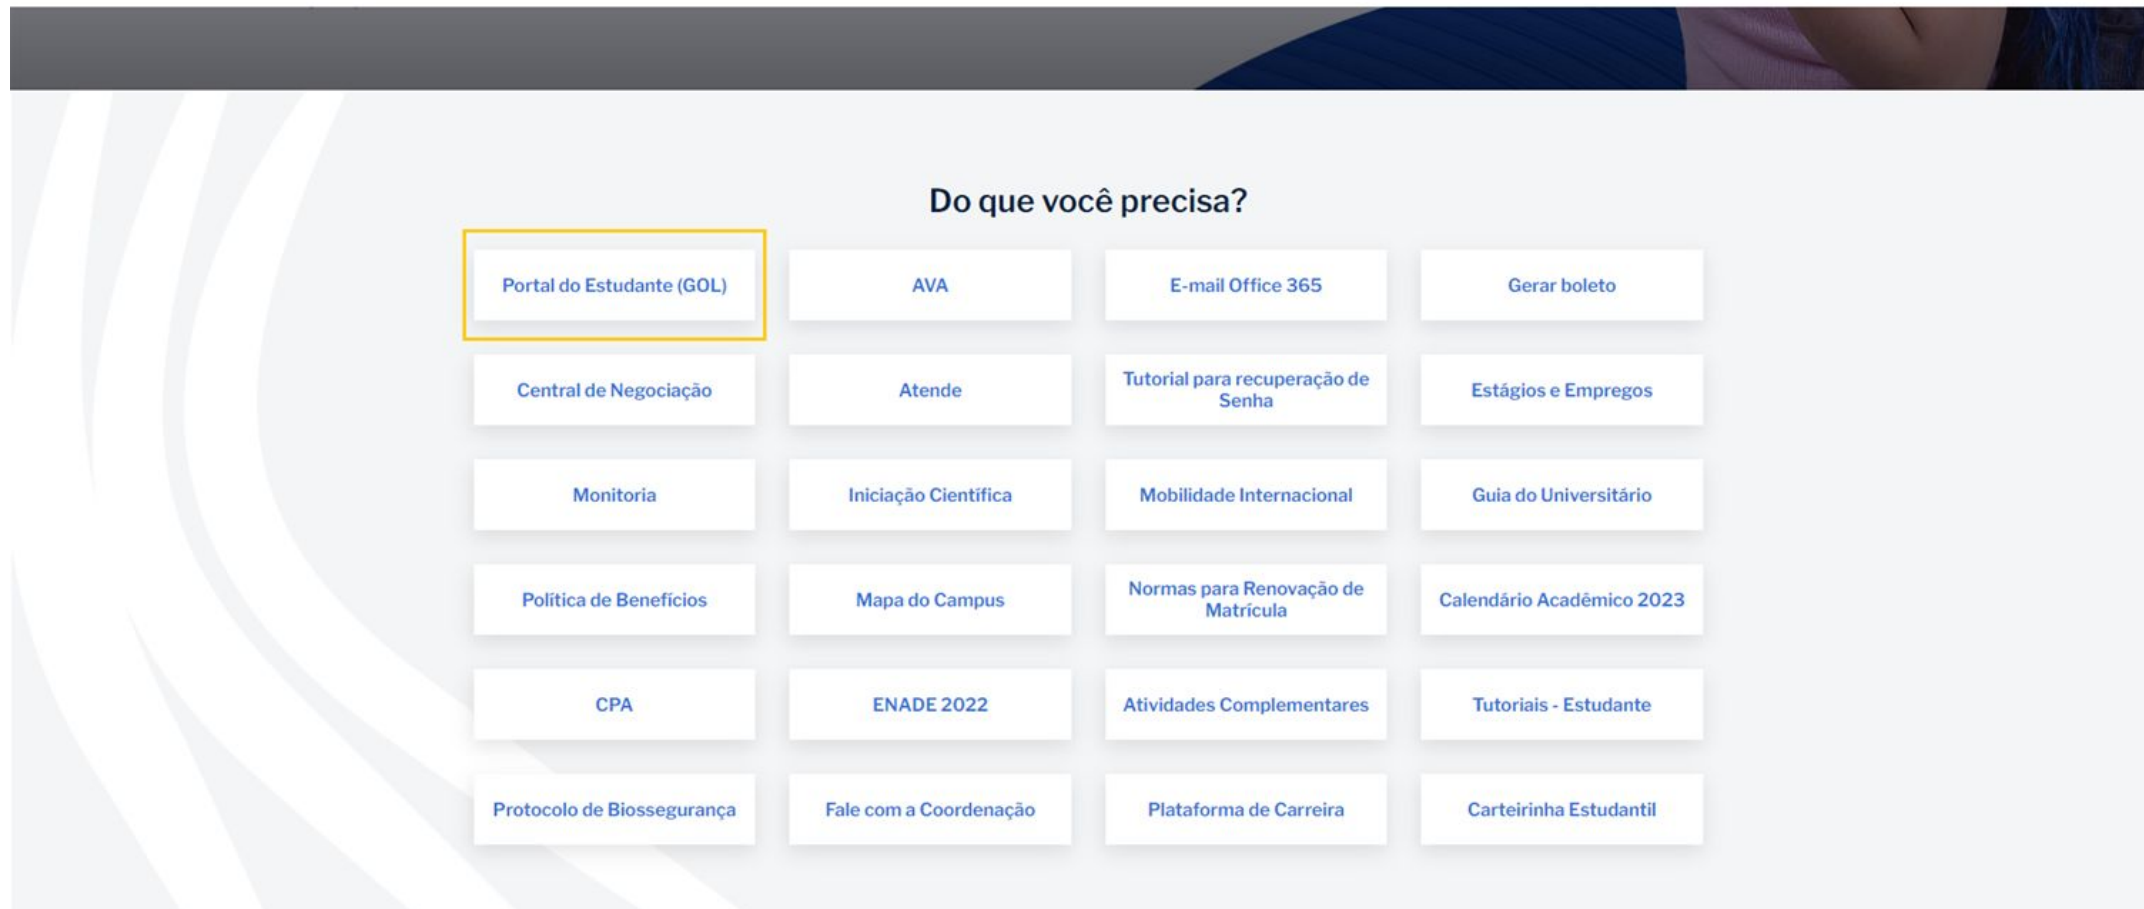 Do que você precisa?
Portal do Estudante (GOL)
AVA
E-mail Office 365
Gerar boleto
Central de Negociação
Atende
Tutorial para recuperação de
Senha
Estágios e Empregos
Monitoria
Iniciação Científica
Mobilidade Internacional
Guia do Universitário
Política de Benefícios
Mapa do Campus
Normas para Renovação de
Matrícula
Calendário Acadêmico 2023
CPA
ENADE 2022
Atividades Complementares
Tutoriais - Estudante
Protocolo de Biossegurança
Fale com a Coordenação
Plataforma de Carreira
Carteirinha Estudantil